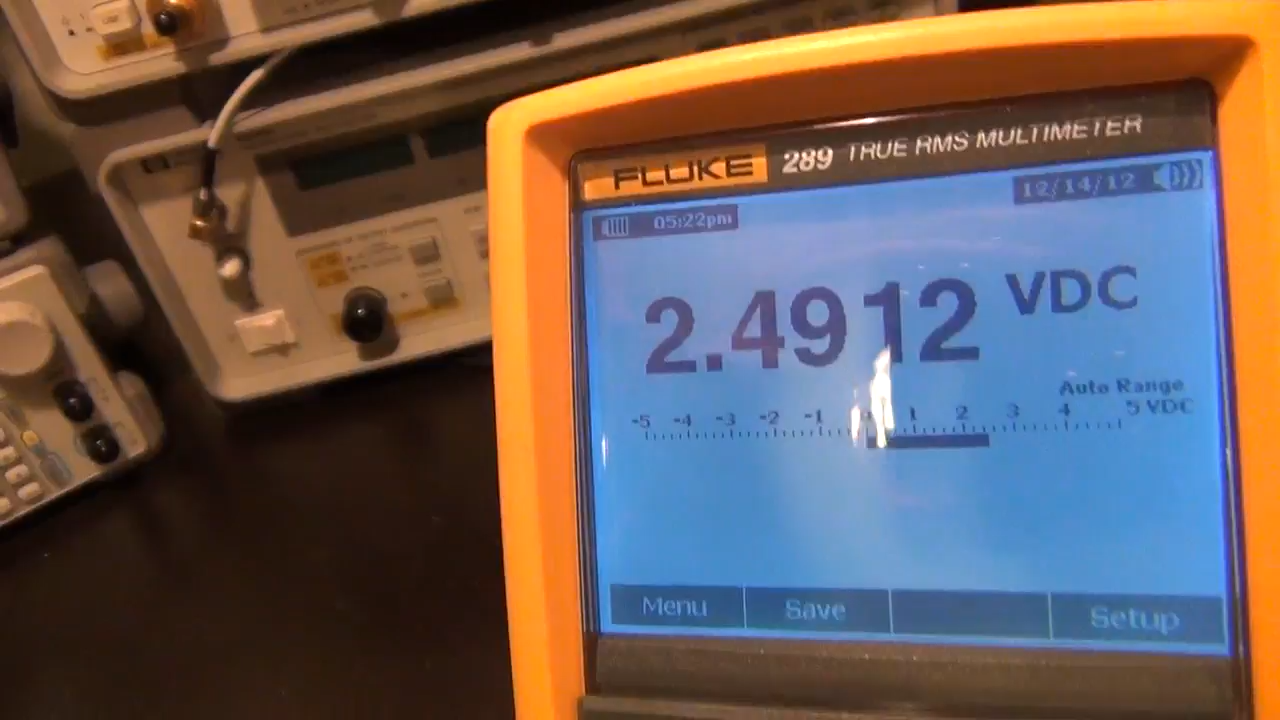 FLUKE 289 TRUE RMS MULTIMETER
05:22pm 12/14/12
2.4912 VDC
Auto Range
-5 -4 -3 -2 -1 1 2 3 4 5 VDC
Menu Save Setup